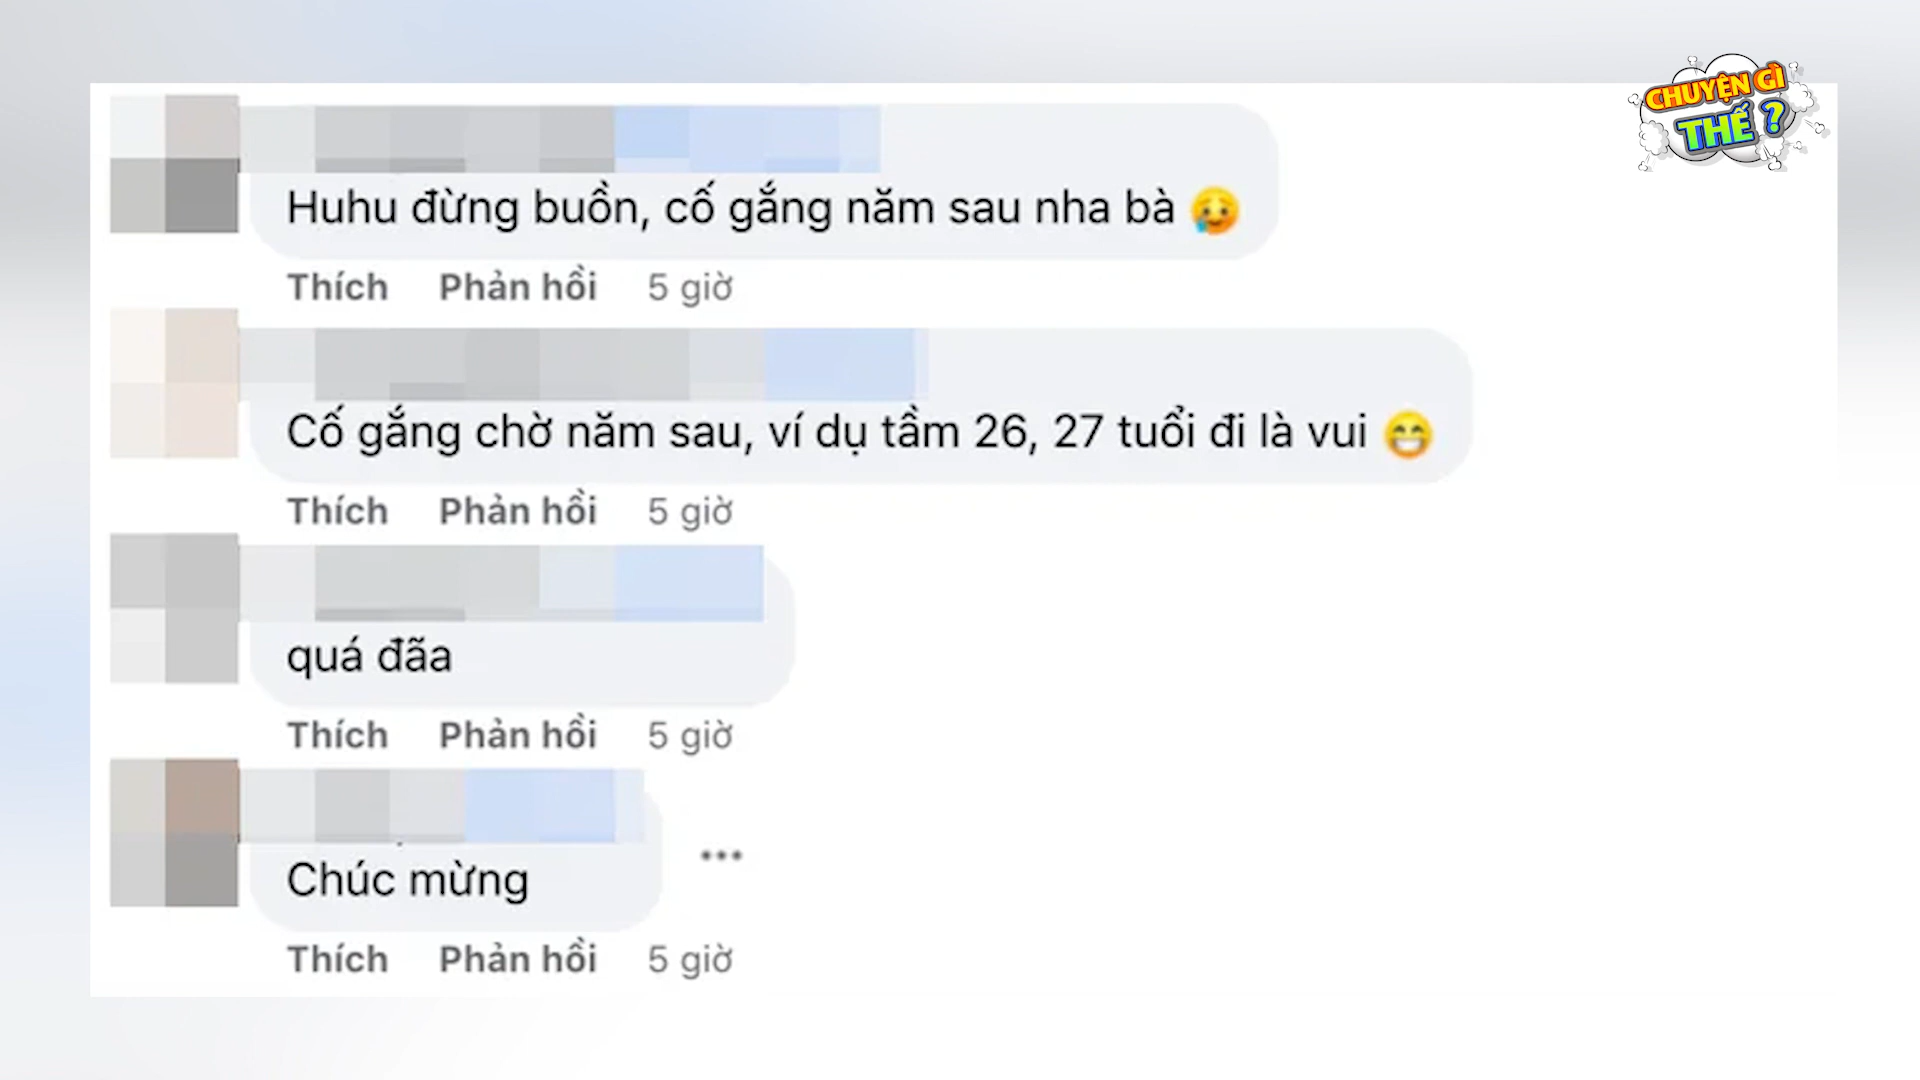 CHUYỆN GÌ
THẾ ?
Huhu đừng buồn, cố gắng năm sau nha bà 😥
Thích Phản hồi 5 giờ
Cố gắng chờ năm sau, ví dụ tầm 26, 27 tuổi đi là vui 😁
Thích Phản hồi 5 giờ
quá đãa
Thích Phản hồi 5 giờ
Chúc mừng
Thích Phản hồi 5 giờ